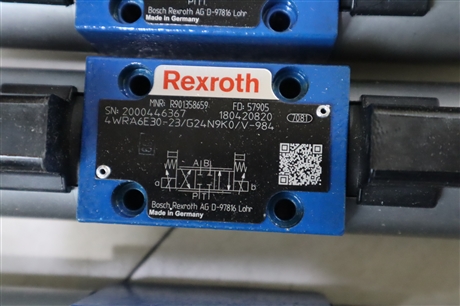 P|T|
Bosch Rexroth AG D-97816 Lohr
Made in Germany
Rexroth
MNR: R901358659 FD: 57905
SN: 2000446367 180420820 7081
4WRA6E30-23/G24N9K0/V-984
A|B|
a b
P|T|
Bosch Rexroth AG D-97816 Lohr
Made in Germany